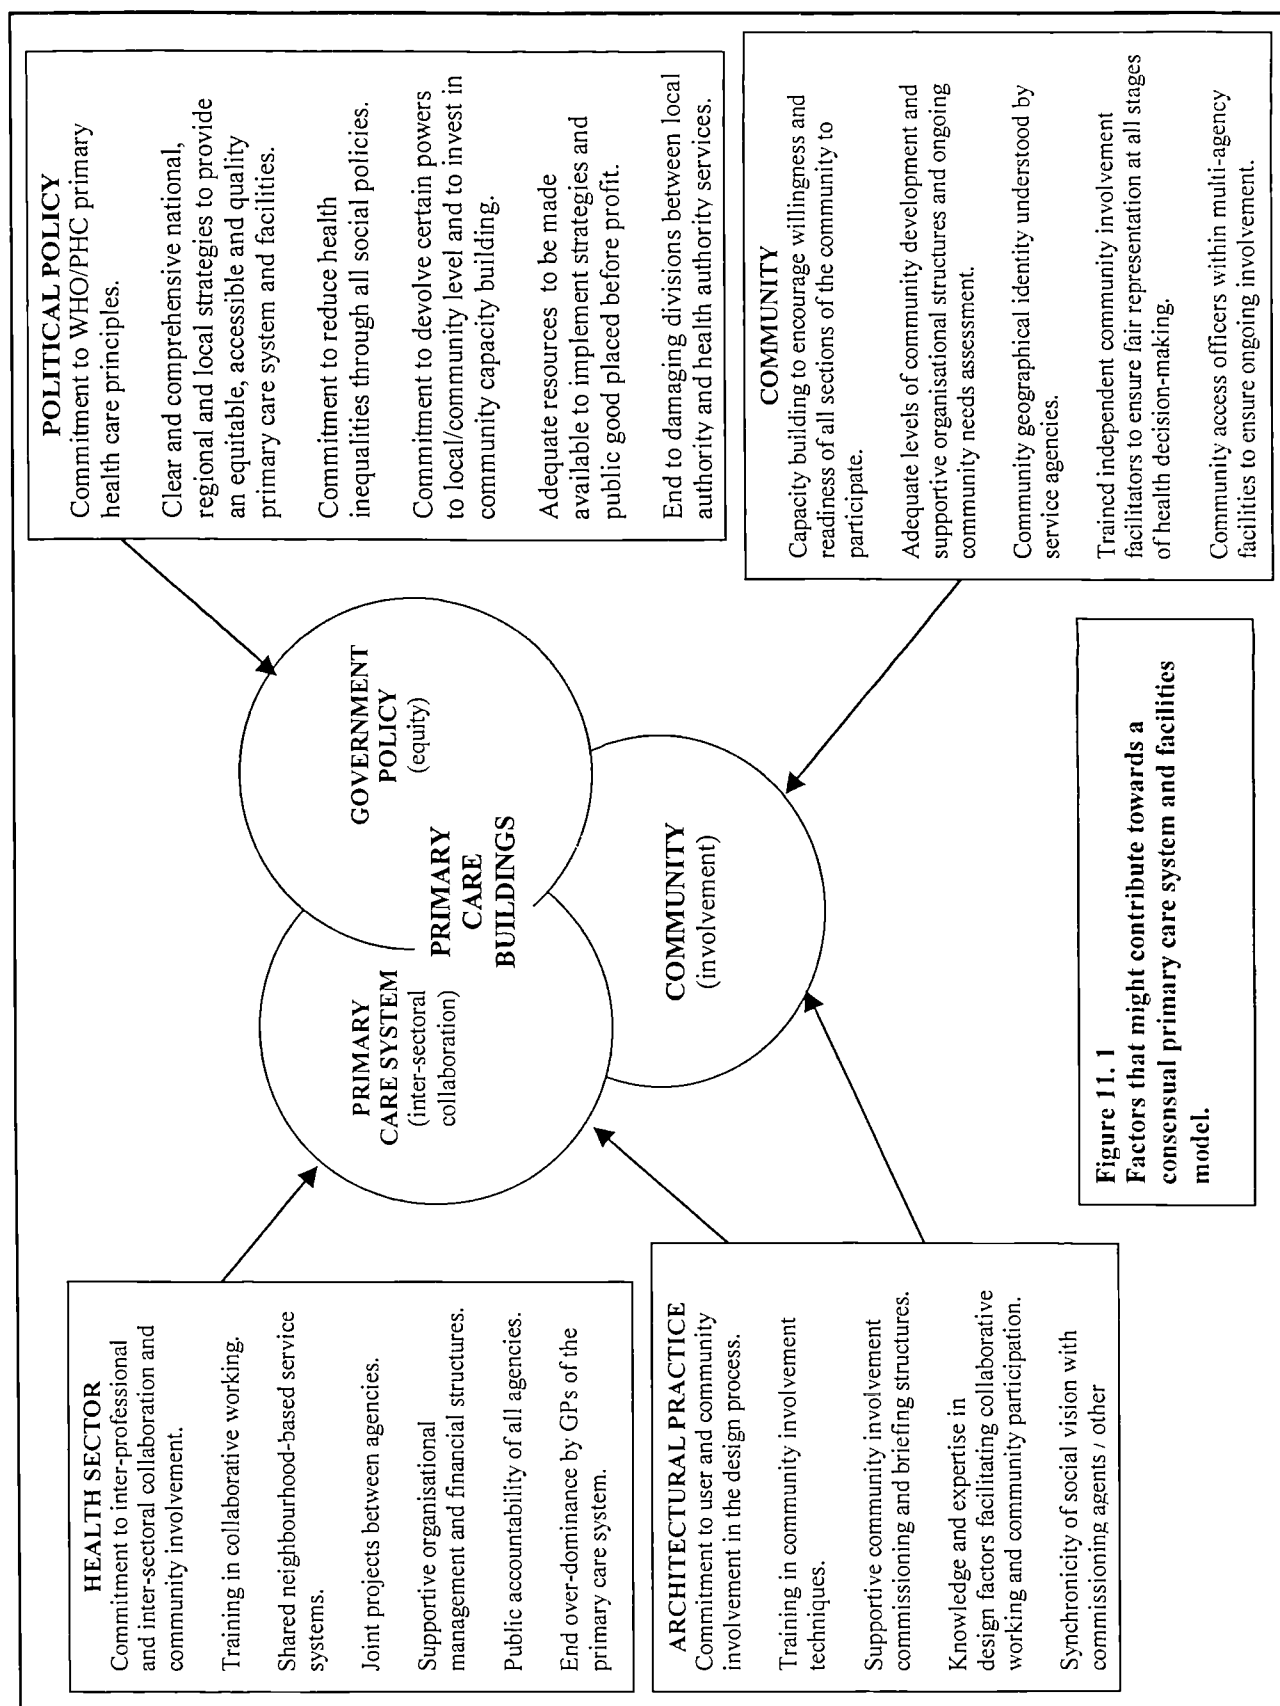 HEALTH SECTOR
Commitment to inter-professional
and inter-sectoral collaboration and
community involvement.
Training in collaborative working.
Shared neighbourhood-based service
systems.
Joint projects between agencies.
Supportive organisational
management and financial structures.
Public accountability of all agencies.
End over-dominance by GPs of the
primary care system.
ARCHITECTURAL PRACTICE
Commitment to user and community
involvement in the design process.
Training in community involvement
techniques.
Supportive community involvement
commissioning and briefing structures.
Knowledge and expertise in
design factors facilitating collaborative
working and community participation.
Synchronicity of social vision with
commissioning agents / other
PRIMARY
CARE SYSTEM
(inter-sectoral
collaboration)
GOVERNMENT
POLICY
(equity)
PRIMARY
CARE
BUILDINGS
COMMUNITY
(involvement)
POLITICAL POLICY
Commitment to WHO/PHC primary
health care principles.
Clear and comprehensive national,
regional and local strategies to provide
an equitable, accessible and quality
primary care system and facilities.
Commitment to reduce health
inequalities through all social policies.
Commitment to devolve certain powers
to local/community level and to invest in
community capacity building.
Adequate resources to be made
available to implement strategies and
public good placed before profit.
End to damaging divisions between local
authority and health authority services.
COMMUNITY
Capacity building to encourage willingness and
readiness of all sections of the community to
participate.
Adequate levels of community development and
supportive organisational structures and ongoing
community needs assessment.
Community geographical identity understood by
service agencies.
Trained independent community involvement
facilitators to ensure fair representation at all stages
of health decision-making.
Community access officers within multi-agency
facilities to ensure ongoing involvement.
Figure 11. 1
Factors that might contribute towards a
consensual primary care system and facilities
model.